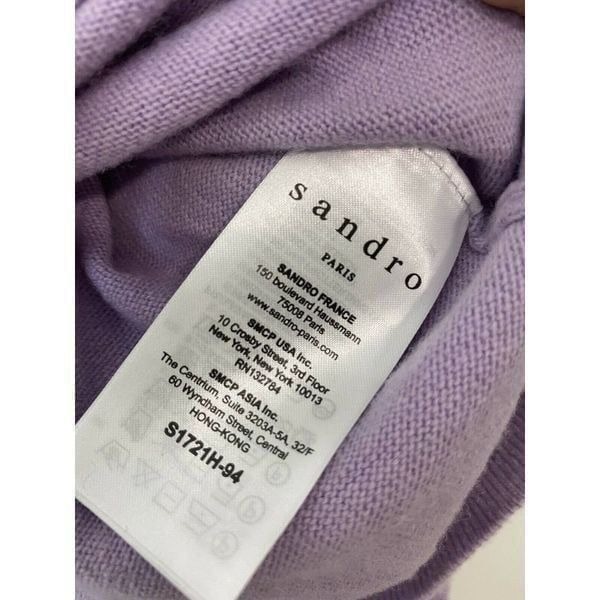 sandro
PARIS
SANDRO FRANCE
150 boulevard Haussmann
75008 Paris
www.sandro-paris.com
SMCP USA Inc.
10 Crosby Street, 3rd Floor
New York, New York 10013
RN132784
SMCP ASIA Inc.
The Centrium, Suite 3203A-5A, 32/F
60 Wyndham Street, Central
HONG-KONG
S1721H-94